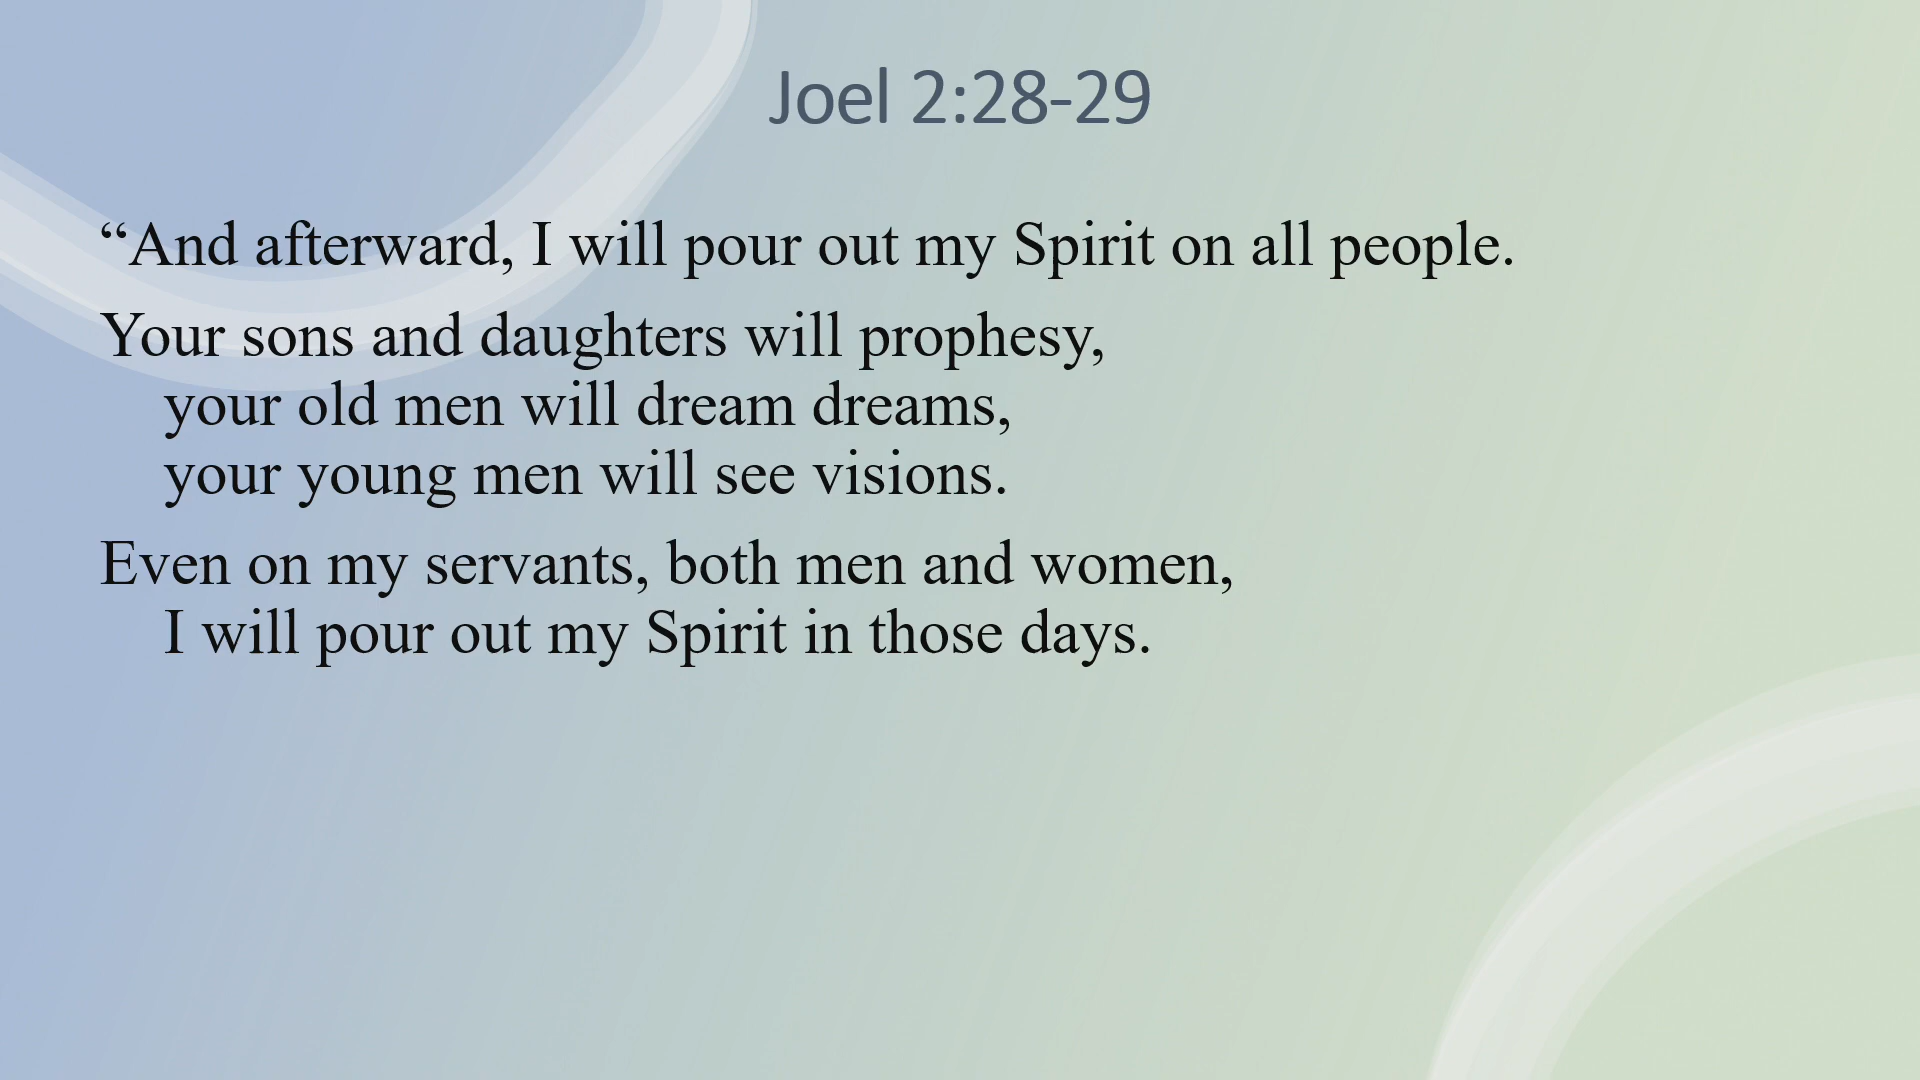 Joel 2:28-29
“And afterward, I will pour out my Spirit on all people.
Your sons and daughters will prophesy,
your old men will dream dreams,
your young men will see visions.
Even on my servants, both men and women,
I will pour out my Spirit in those days.